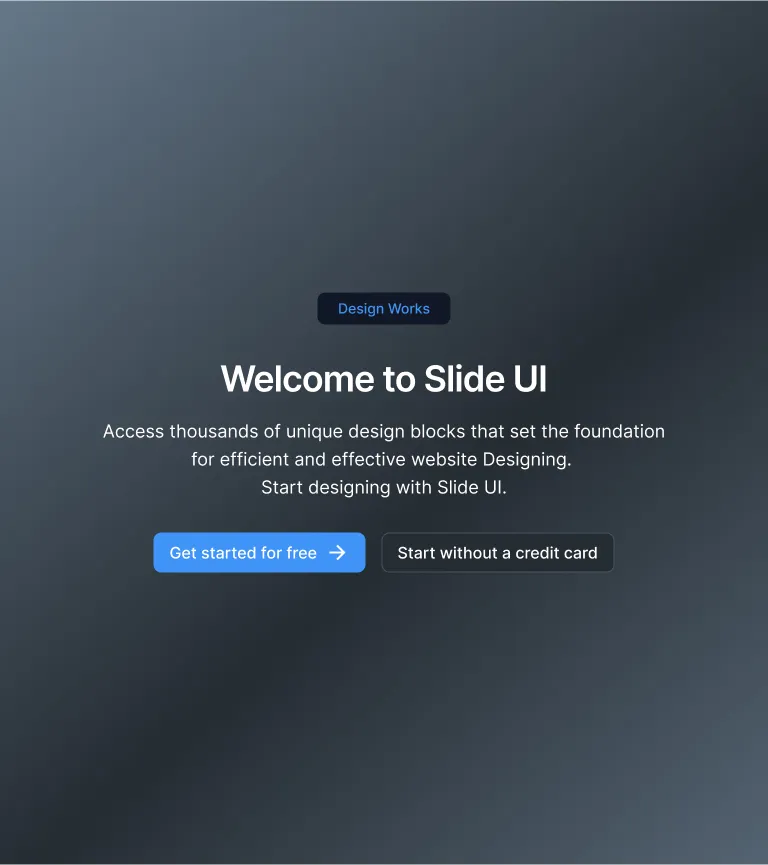 Design Works
Welcome to Slide UI
Access thousands of unique design blocks that set the foundation
for efficient and effective website Designing.
Start designing with Slide UI.
Get started for free
Start without a credit card